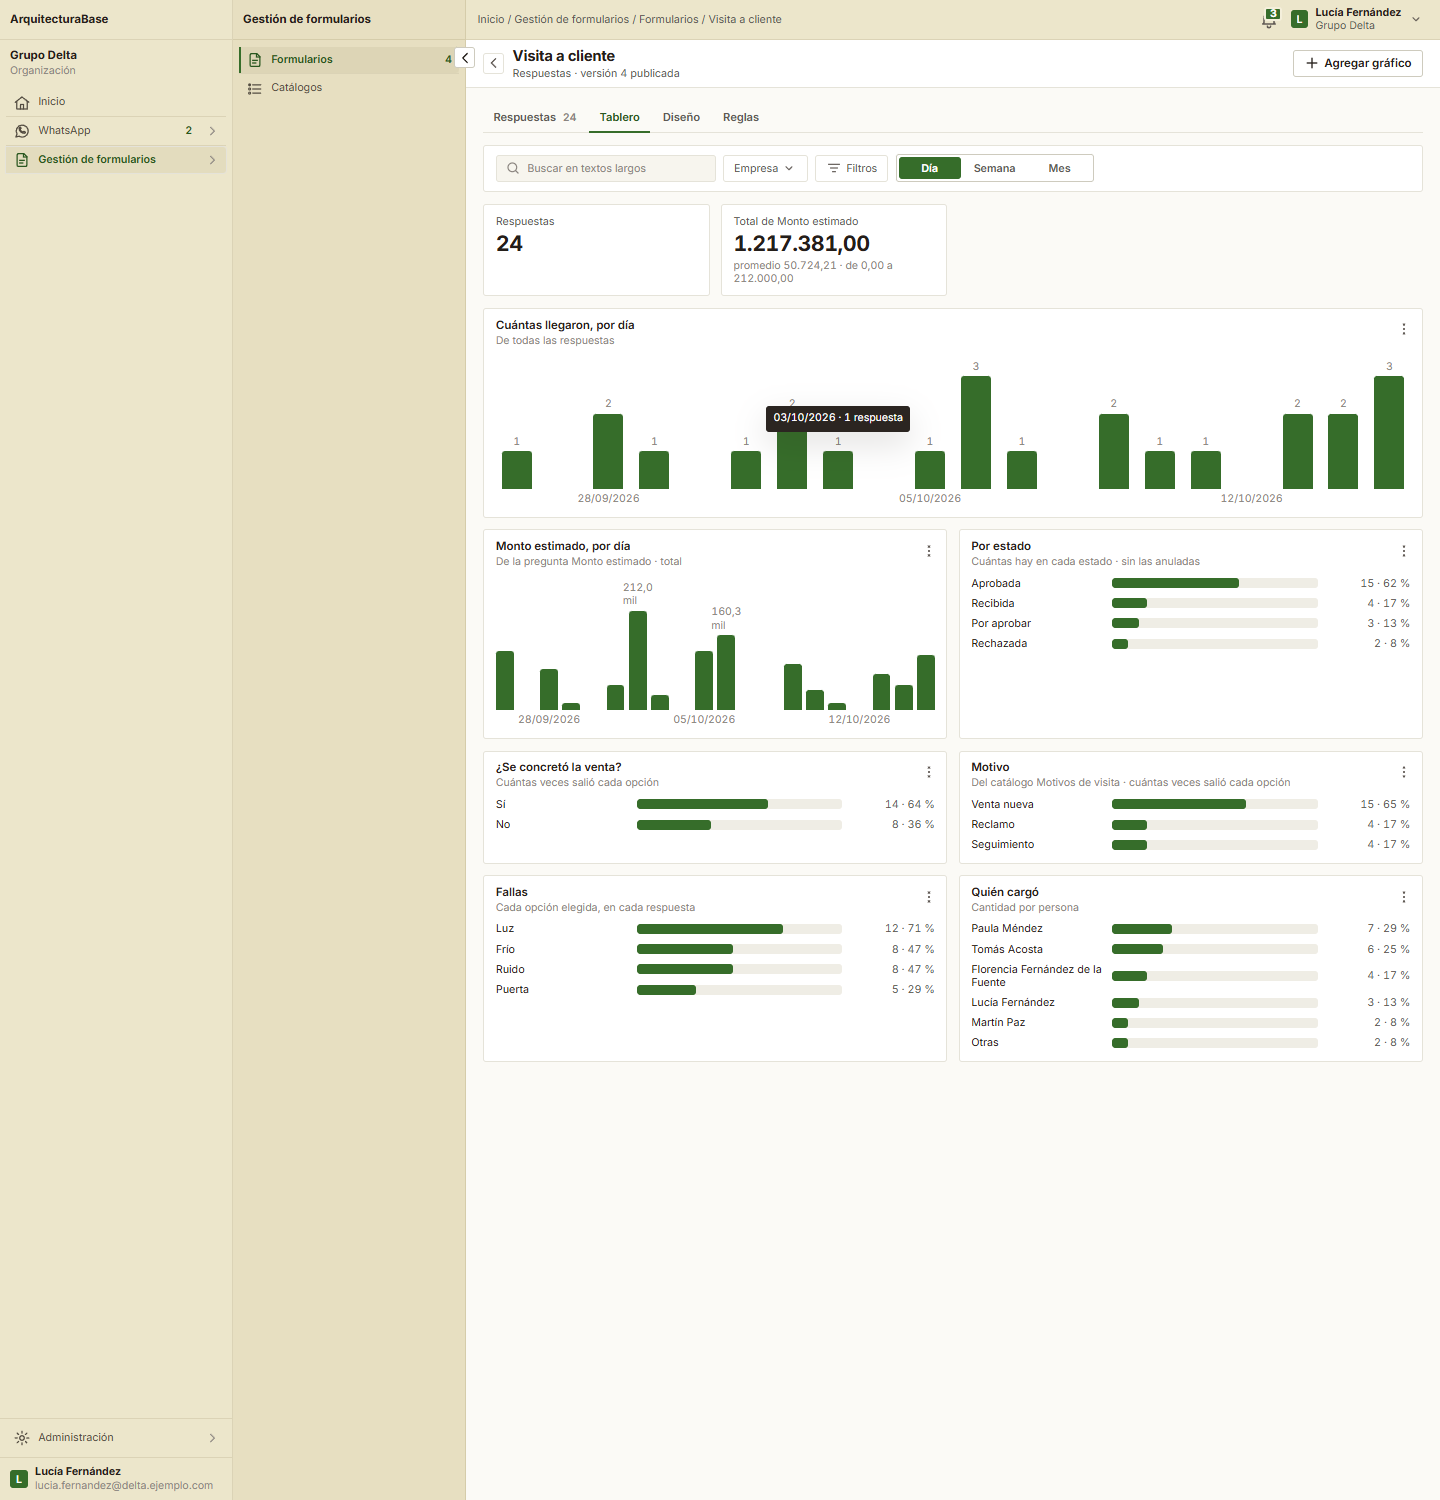 ArquitecturaBase
Grupo Delta
Organización
Inicio
WhatsApp 2
Gestión de formularios
Administración
L Lucía Fernández
lucia.fernandez@delta.ejemplo.com
Gestión de formularios
Formularios 4
Catálogos
Inicio / Gestión de formularios / Formularios / Visita a cliente
3
L Lucía Fernández
Grupo Delta
Visita a cliente
Respuestas · versión 4 publicada
Agregar gráfico
Respuestas 24 Tablero Diseño Reglas
Buscar en textos largos Empresa Filtros Día Semana Mes
Respuestas
24
Total de Monto estimado
1.217.381,00
promedio 50.724,21 · de 0,00 a
212.000,00
Cuántas llegaron, por día
De todas las respuestas
1 2 1 1 2 1 1 3 1 2 1 1 2 2 3
03/10/2026 · 1 respuesta
28/09/2026 05/10/2026 12/10/2026
Monto estimado, por día
De la pregunta Monto estimado · total
212,0
mil
160,3
mil
28/09/2026 05/10/2026 12/10/2026
Por estado
Cuántas hay en cada estado · sin las anuladas
Aprobada 15 · 62 %
Recibida 4 · 17 %
Por aprobar 3 · 13 %
Rechazada 2 · 8 %
¿Se concretó la venta?
Cuántas veces salió cada opción
Sí 14 · 64 %
No 8 · 36 %
Motivo
Del catálogo Motivos de visita · cuántas veces salió cada opción
Venta nueva 15 · 65 %
Reclamo 4 · 17 %
Seguimiento 4 · 17 %
Fallas
Cada opción elegida, en cada respuesta
Luz 12 · 71 %
Frío 8 · 47 %
Ruido 8 · 47 %
Puerta 5 · 29 %
Quién cargó
Cantidad por persona
Paula Méndez 7 · 29 %
Tomás Acosta 6 · 25 %
Florencia Fernández de la
Fuente 4 · 17 %
Lucía Fernández 3 · 13 %
Martín Paz 2 · 8 %
Otras 2 · 8 %